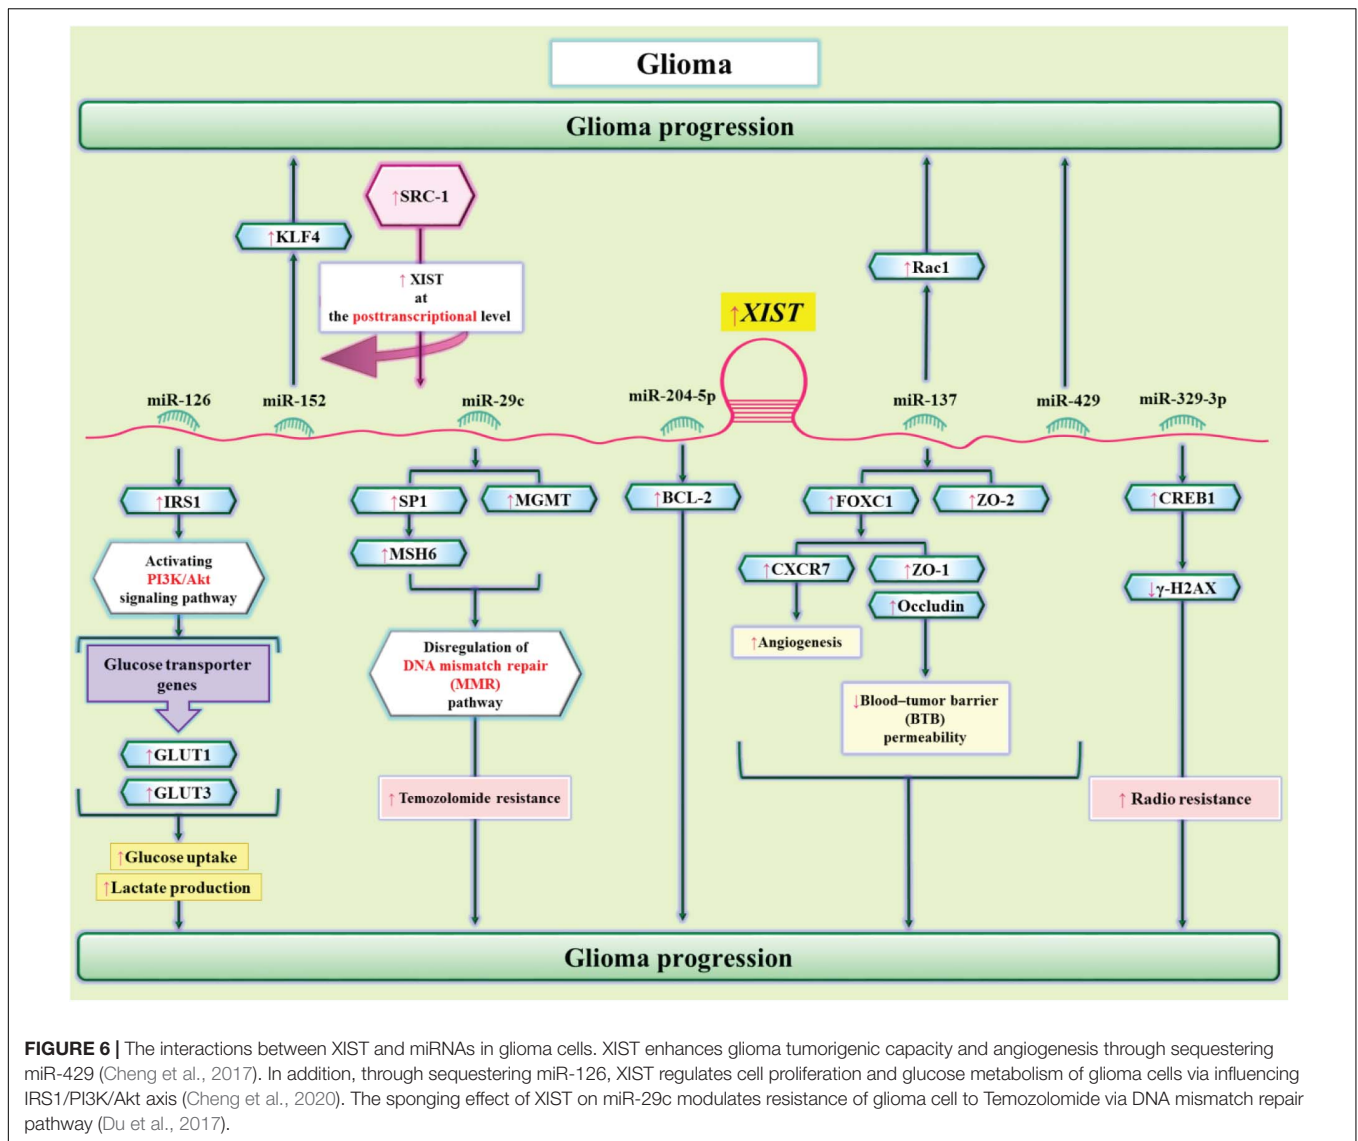 Glioma
Glioma progression
↑SRC-1
↑KLF4
↑Rac1
↑ XIST
at
the posttranscriptional level
↑XIST
miR-126
miR-152
miR-29c
miR-204-5p
miR-137
miR-429
miR-329-3p
↑IRS1
↑SP1
↑MGMT
↑BCL-2
↑FOXC1
↑ZO-2
↑CREB1
↑MSH6
↑CXCR7
↑ZO-1
↑Occludin
↓γ-H2AX
Activating
PI3K/Akt
signaling pathway
↑Angiogenesis
Glucose transporter
genes
Disregulation of
DNA mismatch repair
(MMR)
pathway
↓Blood–tumor barrier
(BTB)
permeability
↑GLUT1
↑GLUT3
↑ Temozolomide resistance
↑ Radio resistance
↑Glucose uptake
↑Lactate production
Glioma progression
FIGURE 6 | The interactions between XIST and miRNAs in glioma cells. XIST enhances glioma tumorigenic capacity and angiogenesis through sequestering
miR-429 (Cheng et al., 2017). In addition, through sequestering miR-126, XIST regulates cell proliferation and glucose metabolism of glioma cells via influencing
IRS1/PI3K/Akt axis (Cheng et al., 2020). The sponging effect of XIST on miR-29c modulates resistance of glioma cell to Temozolomide via DNA mismatch repair
pathway (Du et al., 2017).